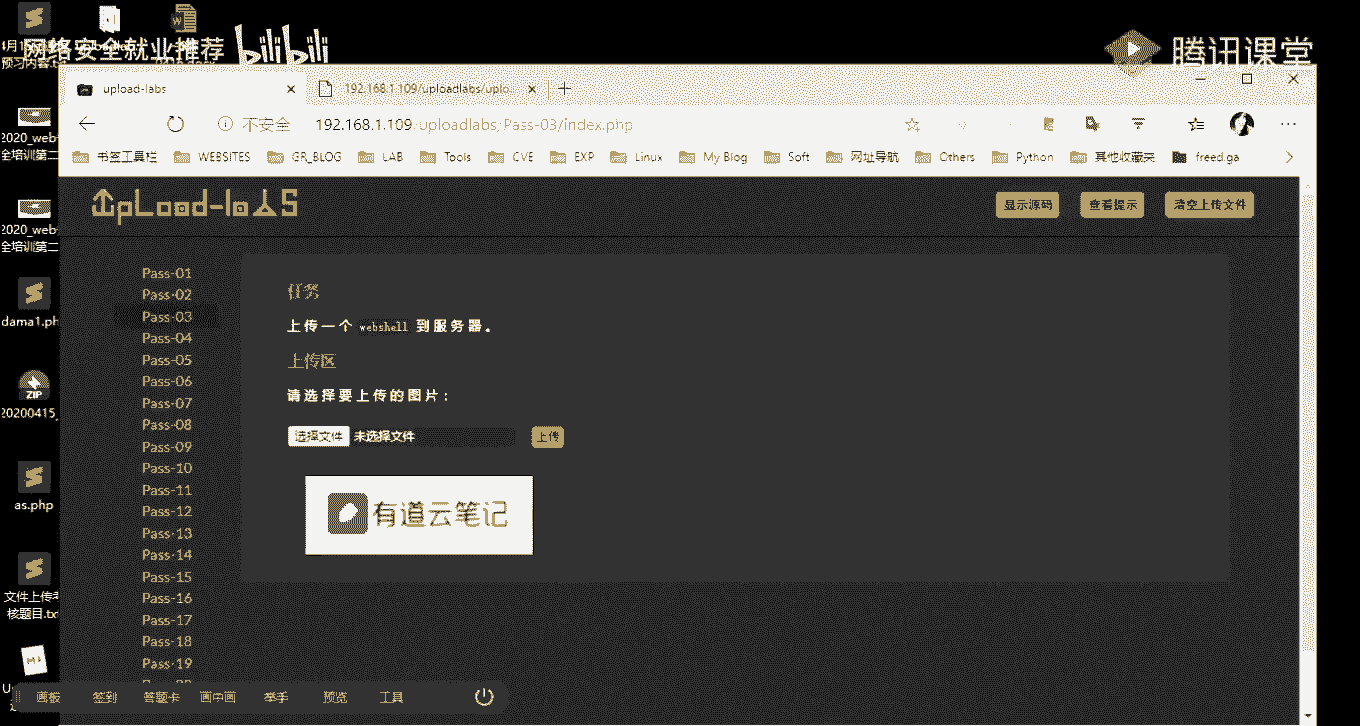 网络安全就业推荐 bilibili
腾讯课堂
预习内容.txt
2020_web
全培训第二
2020_web
全培训第二
dama1.ph
ZIP
20200415_
as.php
文件上传考
核题目.txt
upload-labs
192.168.1.109/uploadlabs/uplo..
不安全 192.168.1.109/uploadlabs/Pass-03/index.php
书签工具栏 WEBSITES GR_BLOG LAB Tools CVE EXP Linux My Blog Soft 网址导航 Others Python 其他收藏夹 freed.ga
UpLoad-labs
显示源码 查看提示 清空上传文件
Pass-01
Pass-02
Pass-03
Pass-04
Pass-05
Pass-06
Pass-07
Pass-08
Pass-09
Pass-10
Pass-11
Pass-12
Pass-13
Pass-14
Pass-15
Pass-16
Pass-17
Pass-18
Pass-19
任务
上传一个 webshell 到服务器。
上传区
请选择要上传的图片：
选择文件 未选择文件 上传
有道云笔记
画板 签到 答题卡 画中画 举手 预览 工具